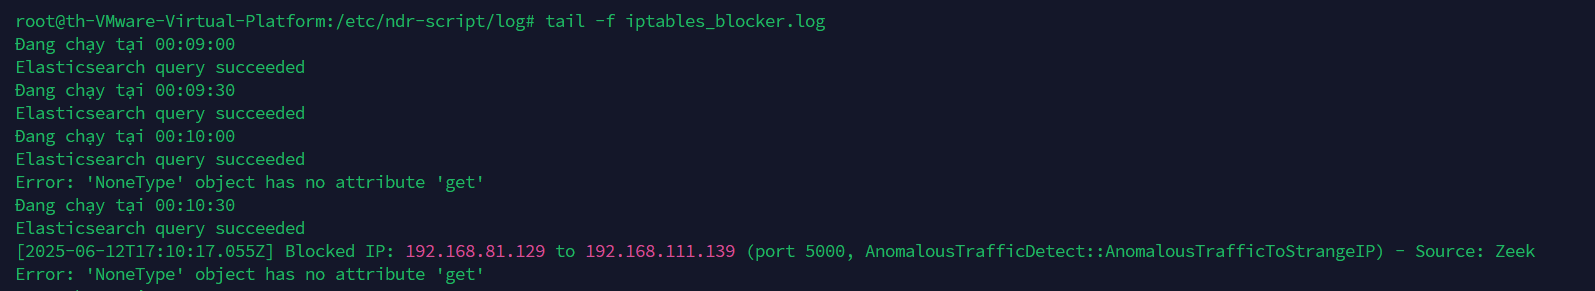 root@th-VMware-Virtual-Platform:/etc/ndr-script/log# tail -f iptables_blocker.log
Đang chạy tại 00:09:00
Elasticsearch query succeeded
Đang chạy tại 00:09:30
Elasticsearch query succeeded
Đang chạy tại 00:10:00
Elasticsearch query succeeded
Error: 'NoneType' object has no attribute 'get'
Đang chạy tại 00:10:30
Elasticsearch query succeeded
[2025-06-12T17:10:17.055Z] Blocked IP: 192.168.81.129 to 192.168.111.139 (port 5000, AnomalousTrafficDetect::AnomalousTrafficToStrangeIP) - Source: Zeek
Error: 'NoneType' object has no attribute 'get'